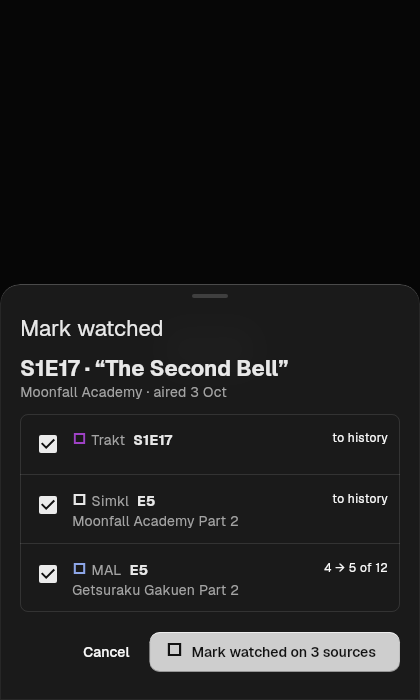 Mark watched
S1E17 · “The Second Bell”
Moonfall Academy · aired 3 Oct
Trakt S1E17 to history
Simkl E5 to history
Moonfall Academy Part 2
MAL E5 4 → 5 of 12
Getsuraku Gakuen Part 2
Cancel Mark watched on 3 sources